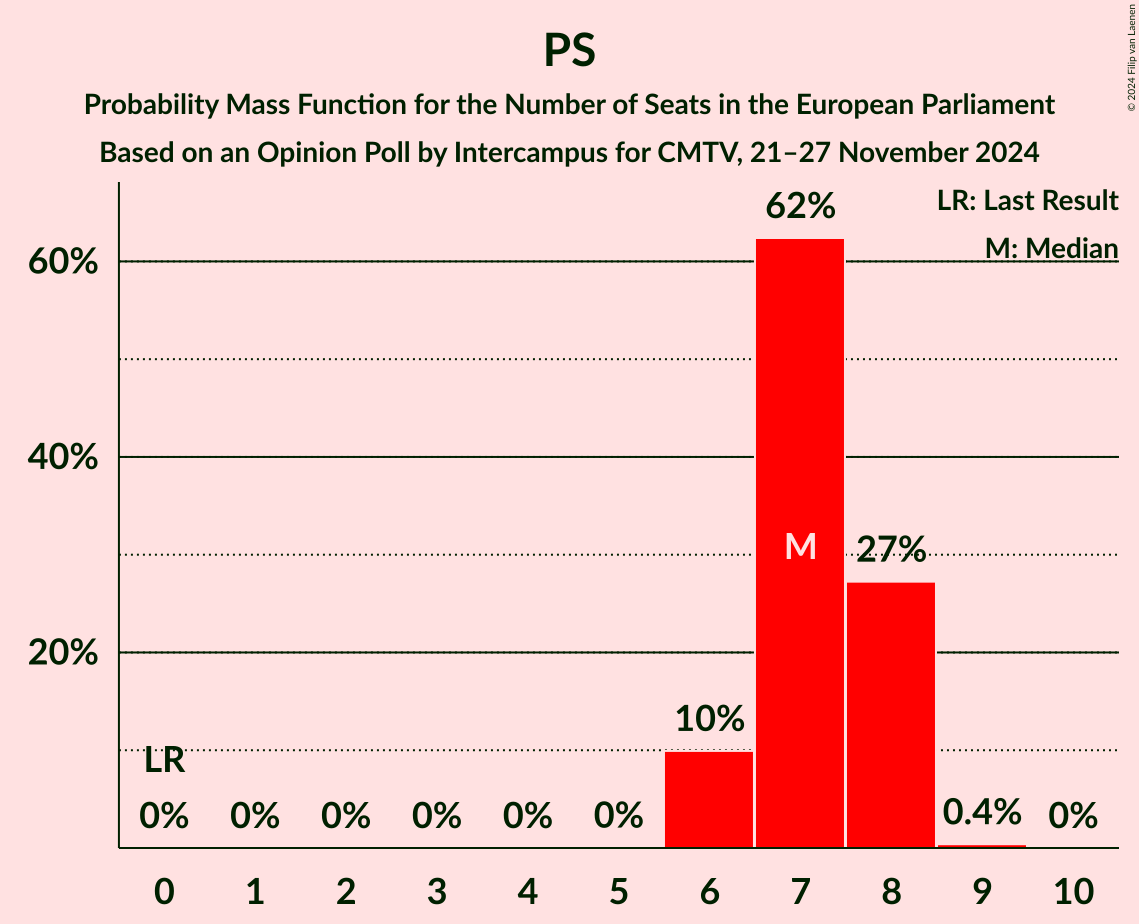 PS
Probability Mass Function for the Number of Seats in the European Parliament
Based on an Opinion Poll by Intercampus for CMTV, 21–27 November 2024
© 2024 Filip van Laenen
LR: Last Result
M: Median
60%
40%
20%
62%
M
27%
10%
LR
0%
0%
0%
0%
0%
0%
0.4%
0%
0 1 2 3 4 5 6 7 8 9 10